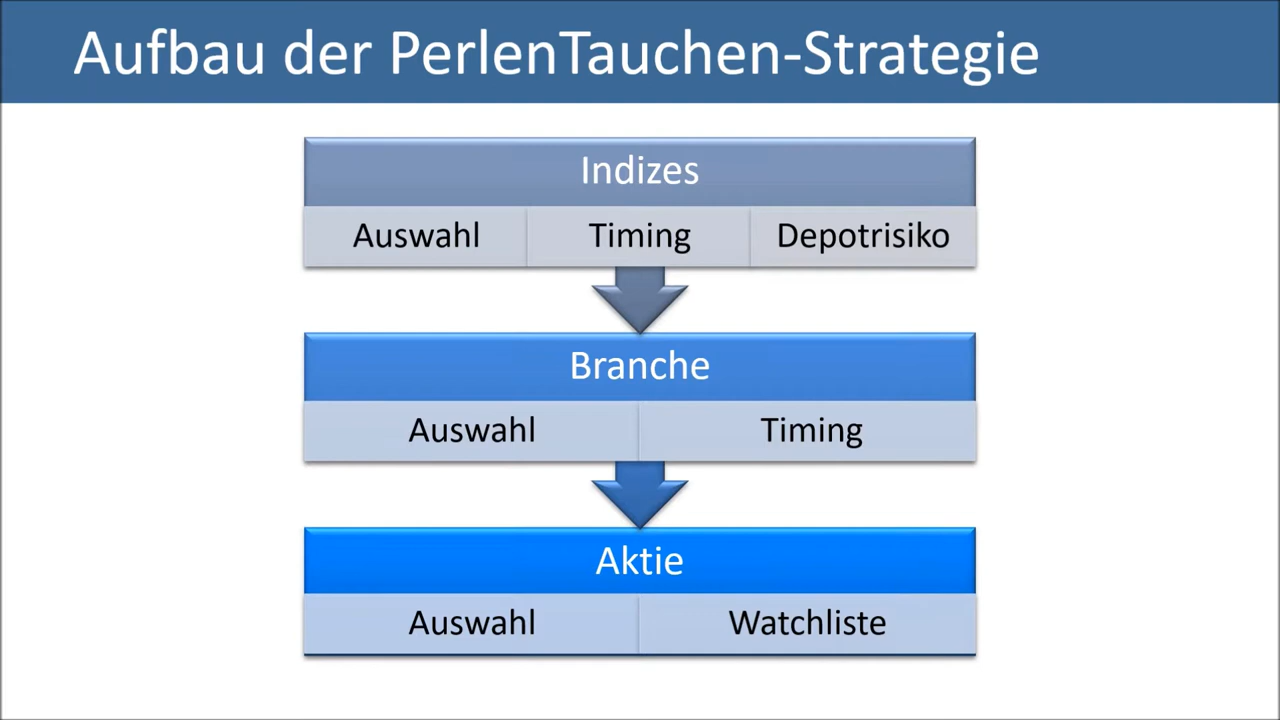 Aufbau der PerlenTauchen-Strategie
Indizes
Auswahl Timing Depotrisiko
Branche
Auswahl Timing
Aktie
Auswahl Watchliste